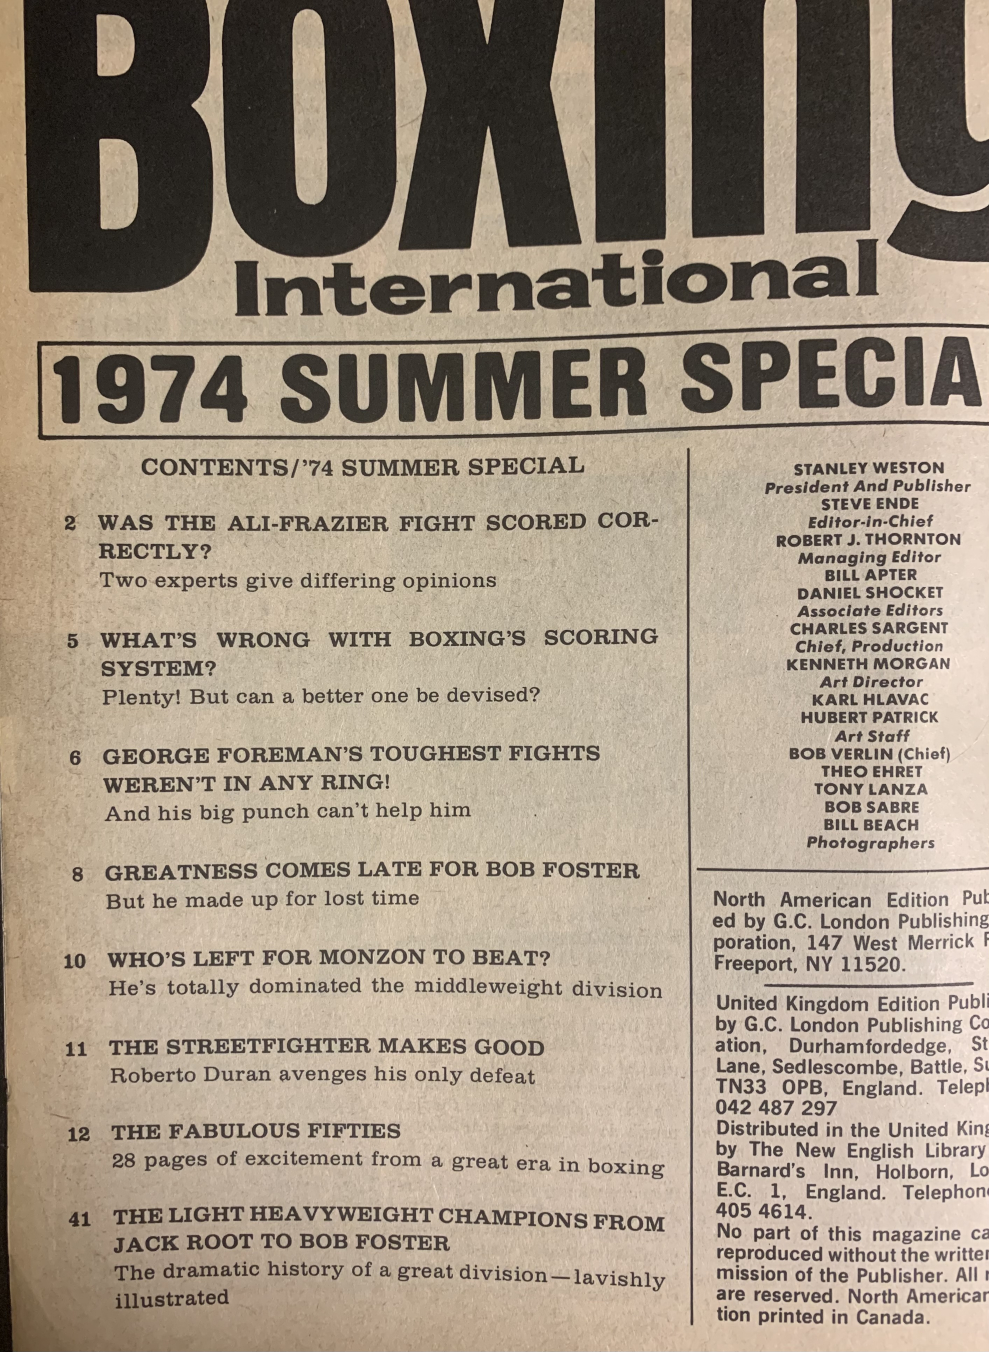 Boxing
International
1974 SUMMER SPECIA
CONTENTS/'74 SUMMER SPECIAL
2 WAS THE ALI-FRAZIER FIGHT SCORED COR-
RECTLY?
Two experts give differing opinions
5 WHAT'S WRONG WITH BOXING'S SCORING
SYSTEM?
Plenty! But can a better one be devised?
6 GEORGE FOREMAN'S TOUGHEST FIGHTS
WEREN'T IN ANY RING!
And his big punch can't help him
8 GREATNESS COMES LATE FOR BOB FOSTER
But he made up for lost time
10 WHO'S LEFT FOR MONZON TO BEAT?
He's totally dominated the middleweight division
11 THE STREETFIGHTER MAKES GOOD
Roberto Duran avenges his only defeat
12 THE FABULOUS FIFTIES
28 pages of excitement from a great era in boxing
41 THE LIGHT HEAVYWEIGHT CHAMPIONS FROM
JACK ROOT TO BOB FOSTER
The dramatic history of a great division—lavishly
illustrated
STANLEY WESTON
President And Publisher
STEVE ENDE
Editor-in-Chief
ROBERT J. THORNTON
Managing Editor
BILL APTER
DANIEL SHOCKET
Associate Editors
CHARLES SARGENT
Chief, Production
KENNETH MORGAN
Art Director
KARL HLAVAC
HUBERT PATRICK
Art Staff
BOB VERLIN (Chief)
THEO EHRET
TONY LANZA
BOB SABRE
BILL BEACH
Photographers
North American Edition Pub
ed by G.C. London Publishing
poration, 147 West Merrick
Freeport, NY 11520.
United Kingdom Edition Publi
by G.C. London Publishing Co
ation, Durhamfordedge, St
Lane, Sedlescombe, Battle, Su
TN33 OPB, England. Teleph
042 487 297
Distributed in the United King
by The New English Library
Barnard's Inn, Holborn, Lo
E.C. 1, England. Telephon
405 4614.
No part of this magazine ca
reproduced without the writte
mission of the Publisher. All
are reserved. North American
tion printed in Canada.